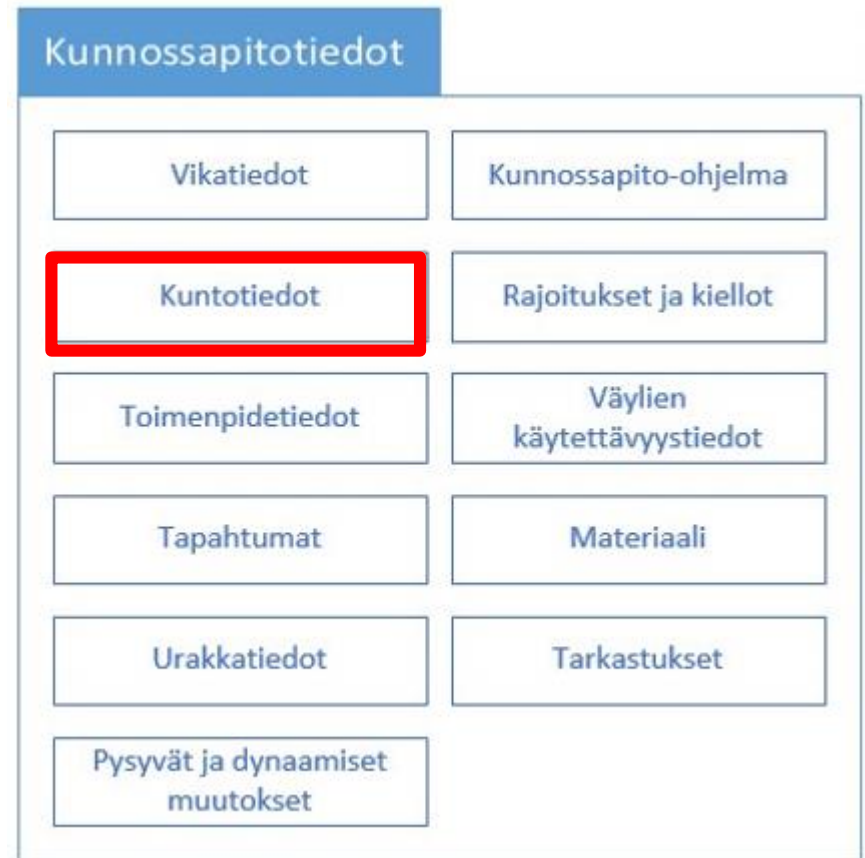 Kunnossapitotiedot
Vikatiedot
Kunnossapito-ohjelma
Kuntotiedot
Rajoitukset ja kiellot
Toimenpidetiedot
Väylien
käytettävyystiedot
Tapahtumat
Materiaali
Urakkatiedot
Tarkastukset
Pysyvät ja dynaamiset
muutokset